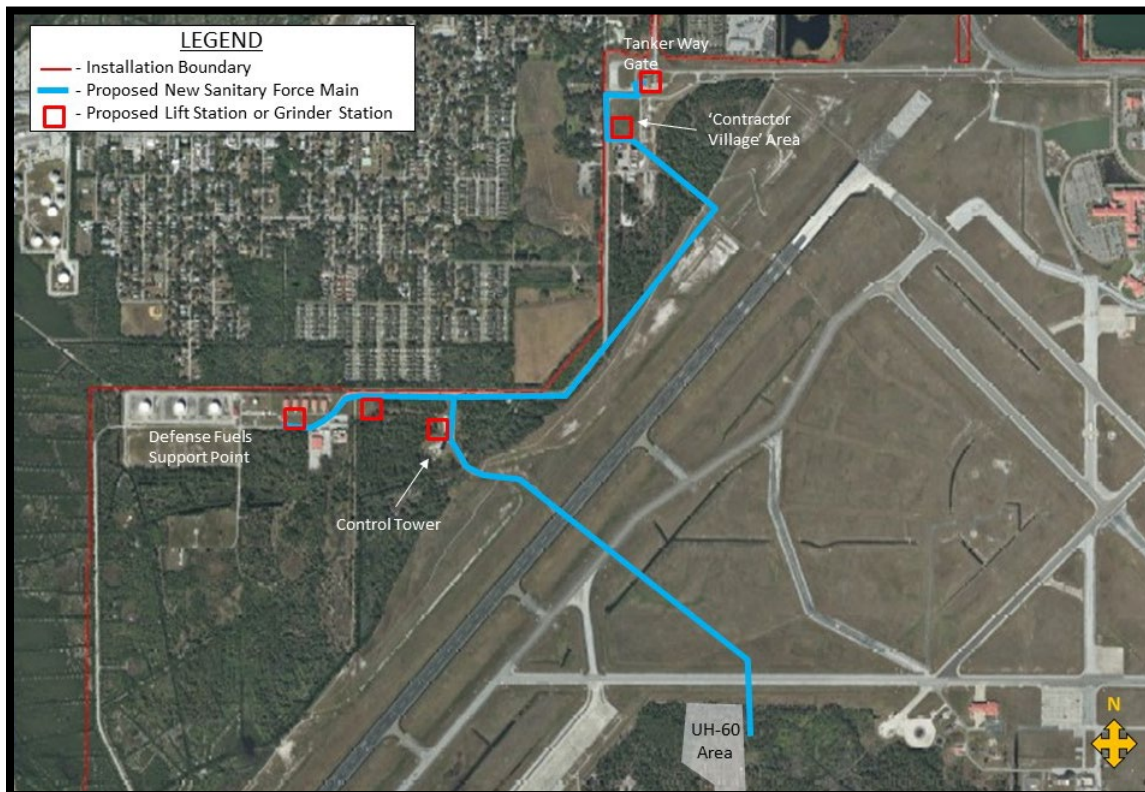 LEGEND
- Installation Boundary
- Proposed New Sanitary Force Main
- Proposed Lift Station or Grinder Station
Tanker Way
Gate
‘Contractor
Village’ Area
Defense Fuels
Support Point
Control Tower
UH-60
Area
N